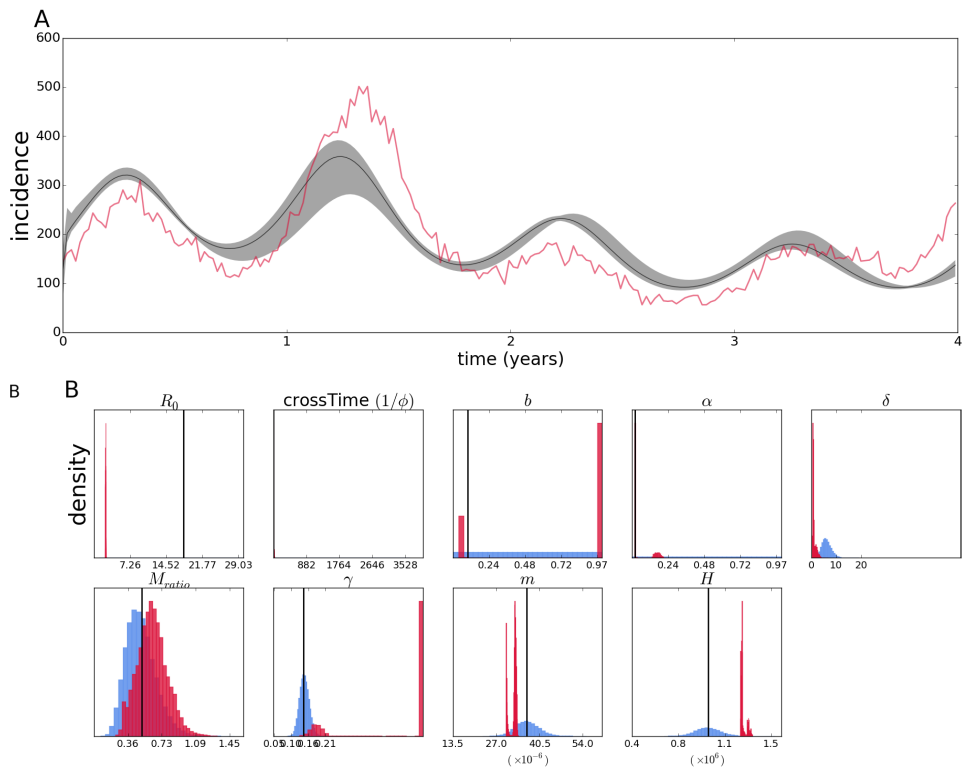 A
600
500
400
300
200
100
0
incidence
0 1 2 3 4
time (years)
B
B
density
R_0
7.26 14.52 21.77 29.03
crossTime (1/ϕ)
882 1764 2646 3528
b
0.24 0.48 0.72 0.97
α
0.24 0.48 0.72 0.97
δ
0 10 20
M_ratio
0.36 0.73 1.09 1.45
γ
0.05 0.10 0.16 0.21
m
13.5 27.0 40.5 54.0
(×10⁻⁶)
H
0.4 0.8 1.1 1.5
(×10⁶)